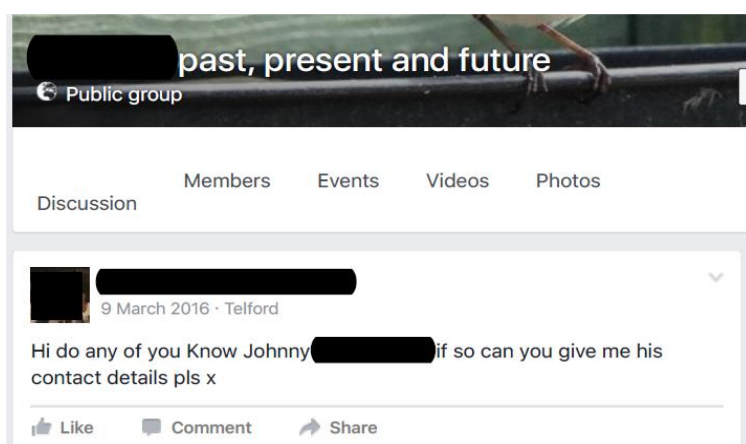 past, present and future
Public group
Members Events Videos Photos
Discussion
9 March 2016 · Telford
Hi do any of you Know Johnny if so can you give me his
contact details pls x
Like Comment Share